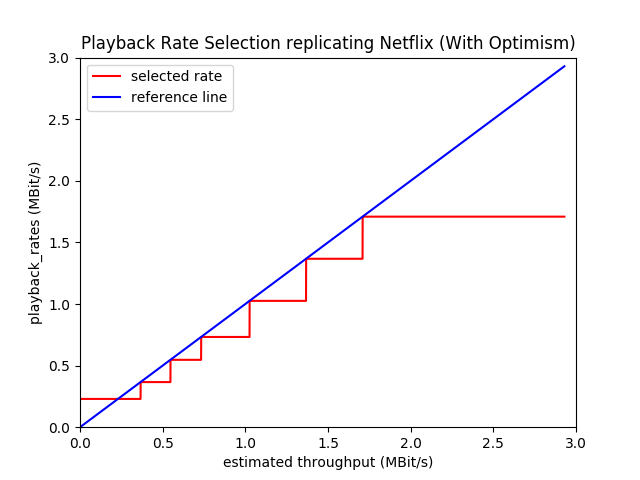 Playback Rate Selection replicating Netflix (With Optimism)
selected rate
reference line
3.0
2.5
2.0
1.5
1.0
0.5
0.0
playback_rates (MBit/s)
0.0 0.5 1.0 1.5 2.0 2.5 3.0
estimated throughput (MBit/s)